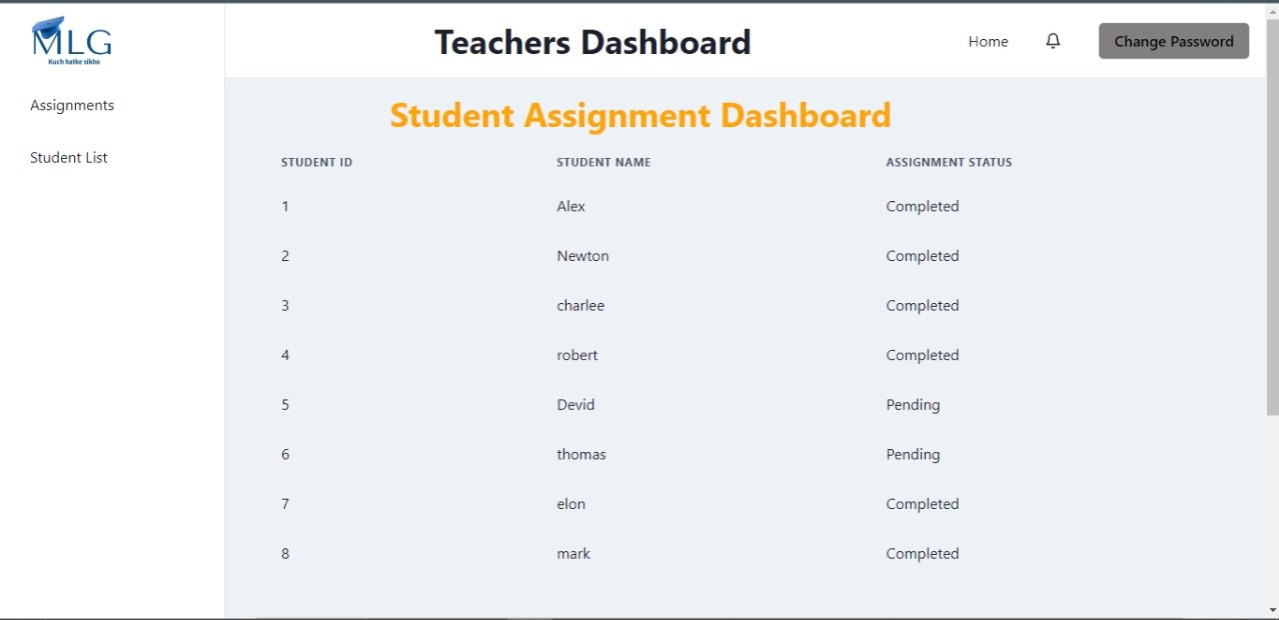 MLG
Kuch hatke sikho
Teachers Dashboard
Home
Change Password
Assignments
Student List
Student Assignment Dashboard
STUDENT ID STUDENT NAME ASSIGNMENT STATUS
1 Alex Completed
2 Newton Completed
3 charlee Completed
4 robert Completed
5 Devid Pending
6 thomas Pending
7 elon Completed
8 mark Completed